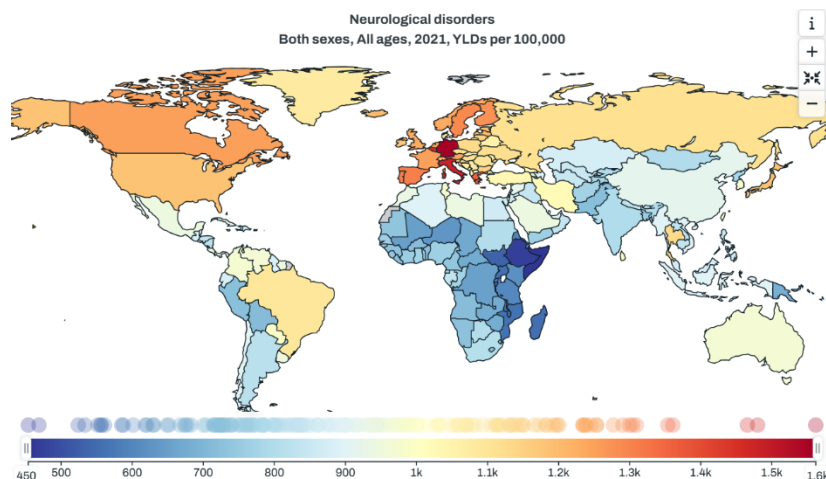 Neurological disorders
Both sexes, All ages, 2021, YLDs per 100,000
i
+
−
450 500 600 700 800 900 1k 1.1k 1.2k 1.3k 1.4k 1.5k 1.6k